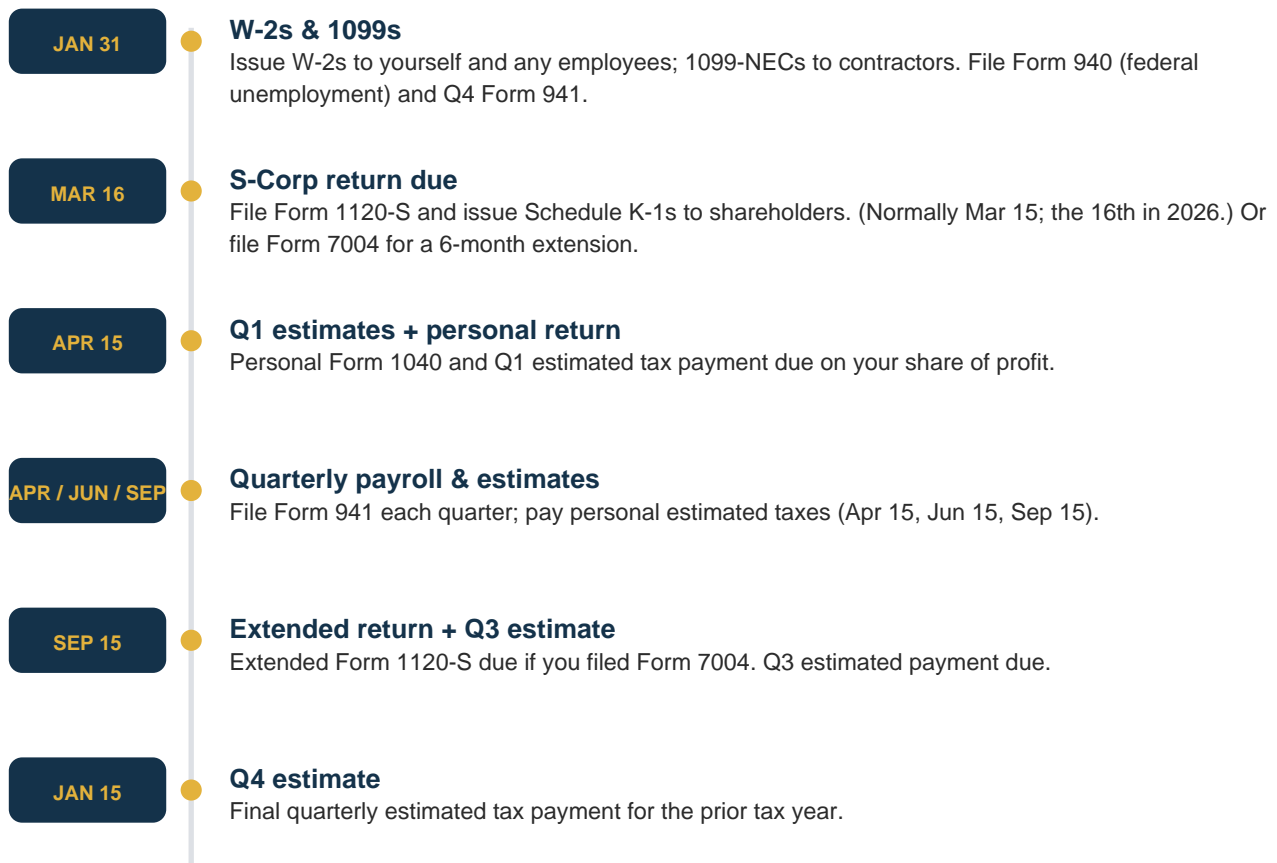 JAN 31
W-2s & 1099s
Issue W-2s to yourself and any employees; 1099-NECs to contractors. File Form 940 (federal
unemployment) and Q4 Form 941.
MAR 16
S-Corp return due
File Form 1120-S and issue Schedule K-1s to shareholders. (Normally Mar 15; the 16th in 2026.) Or
file Form 7004 for a 6-month extension.
APR 15
Q1 estimates + personal return
Personal Form 1040 and Q1 estimated tax payment due on your share of profit.
APR / JUN / SEP
Quarterly payroll & estimates
File Form 941 each quarter; pay personal estimated taxes (Apr 15, Jun 15, Sep 15).
SEP 15
Extended return + Q3 estimate
Extended Form 1120-S due if you filed Form 7004. Q3 estimated payment due.
JAN 15
Q4 estimate
Final quarterly estimated tax payment for the prior tax year.